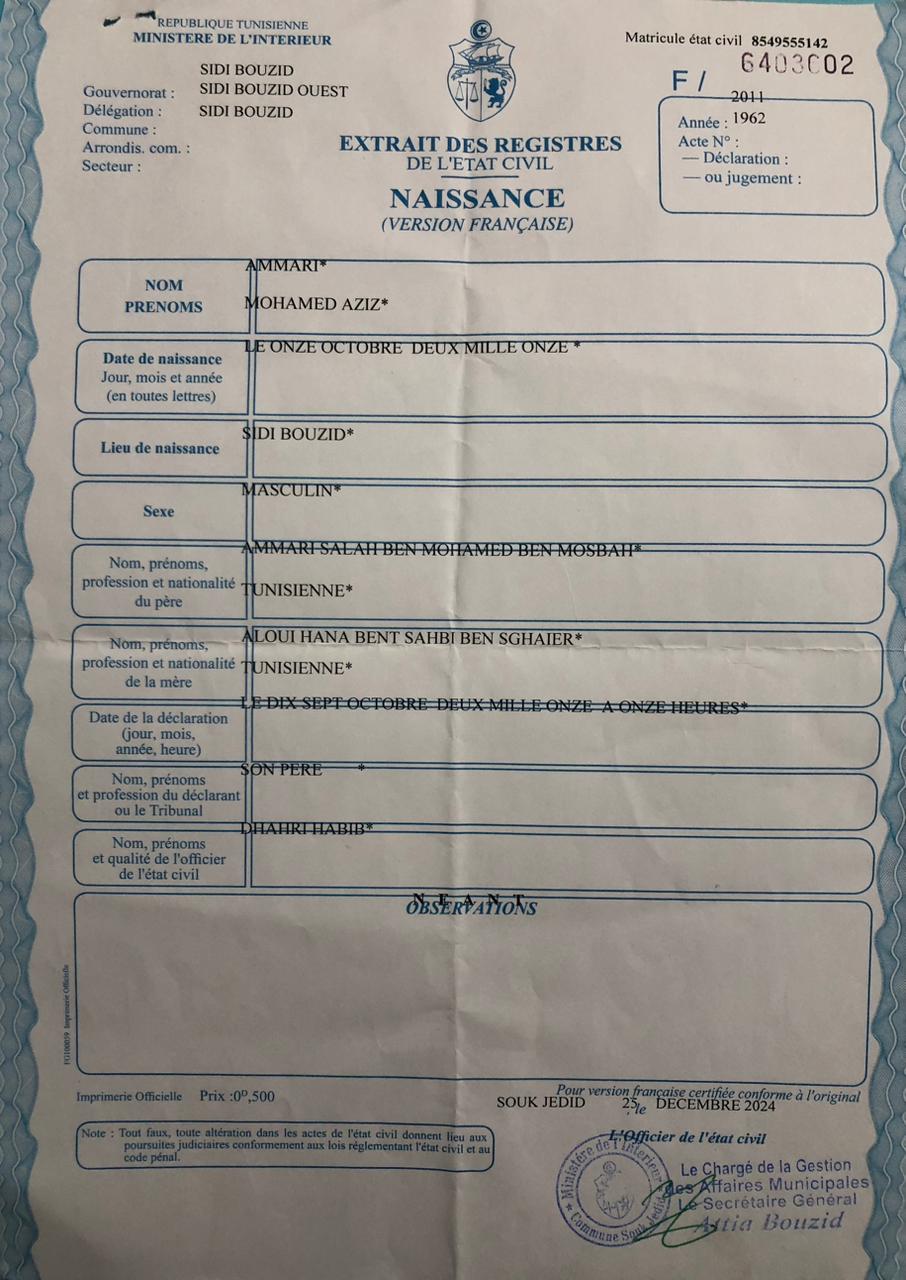 REPUBLIQUE TUNISIENNE
MINISTERE DE L'INTERIEUR
Matricule état civil 8549555142
6403602
F /
Gouvernorat : SIDI BOUZID
Délégation : SIDI BOUZID OUEST
Commune : SIDI BOUZID
Arrondis. com. :
Secteur :
2011
Année : 1962
Acte N° :
— Déclaration :
— ou jugement :
EXTRAIT DES REGISTRES
DE L'ETAT CIVIL
NAISSANCE
(VERSION FRANÇAISE)
NOM
PRENOMS
AMMARI*
MOHAMED AZIZ*
Date de naissance
Jour, mois et année
(en toutes lettres)
LE ONZE OCTOBRE DEUX MILLE ONZE *
Lieu de naissance
SIDI BOUZID*
Sexe
MASCULIN*
Nom, prénoms,
profession et nationalité
du père
AMMARI SALAH BEN MOHAMED BEN MOSBAH*
TUNISIENNE*
Nom, prénoms,
profession et nationalité
de la mère
ALOUI HANA BENT SAHBI BEN SGHAIER*
TUNISIENNE*
Date de la déclaration
(jour, mois,
année, heure)
LE DIX SEPT OCTOBRE DEUX MILLE ONZE A ONZE HEURES*
Nom, prénoms
et profession du déclarant
ou le Tribunal
SON PERE *
Nom, prénoms
et qualité de l'officier
de l'état civil
DHAHRI HABIB*
N E A N T
OBSERVATIONS
FG100059 Imprimerie Officielle
Imprimerie Officielle Prix :0ᴰ,500
Pour version française certifiée conforme à l'original
SOUK JEDID 25 le DECEMBRE 2024
Note : Tout faux, toute altération dans les actes de l'état civil donnent lieu aux
poursuites judiciaires conformement aux lois réglementant l'état civil et au
code pénal.
L'Officier de l'état civil
Ministére de l'Interieur
Commune Souk Jedid
Le Chargé de la Gestion
des Affaires Municipales
Le Secrétaire Général
Attia Bouzid